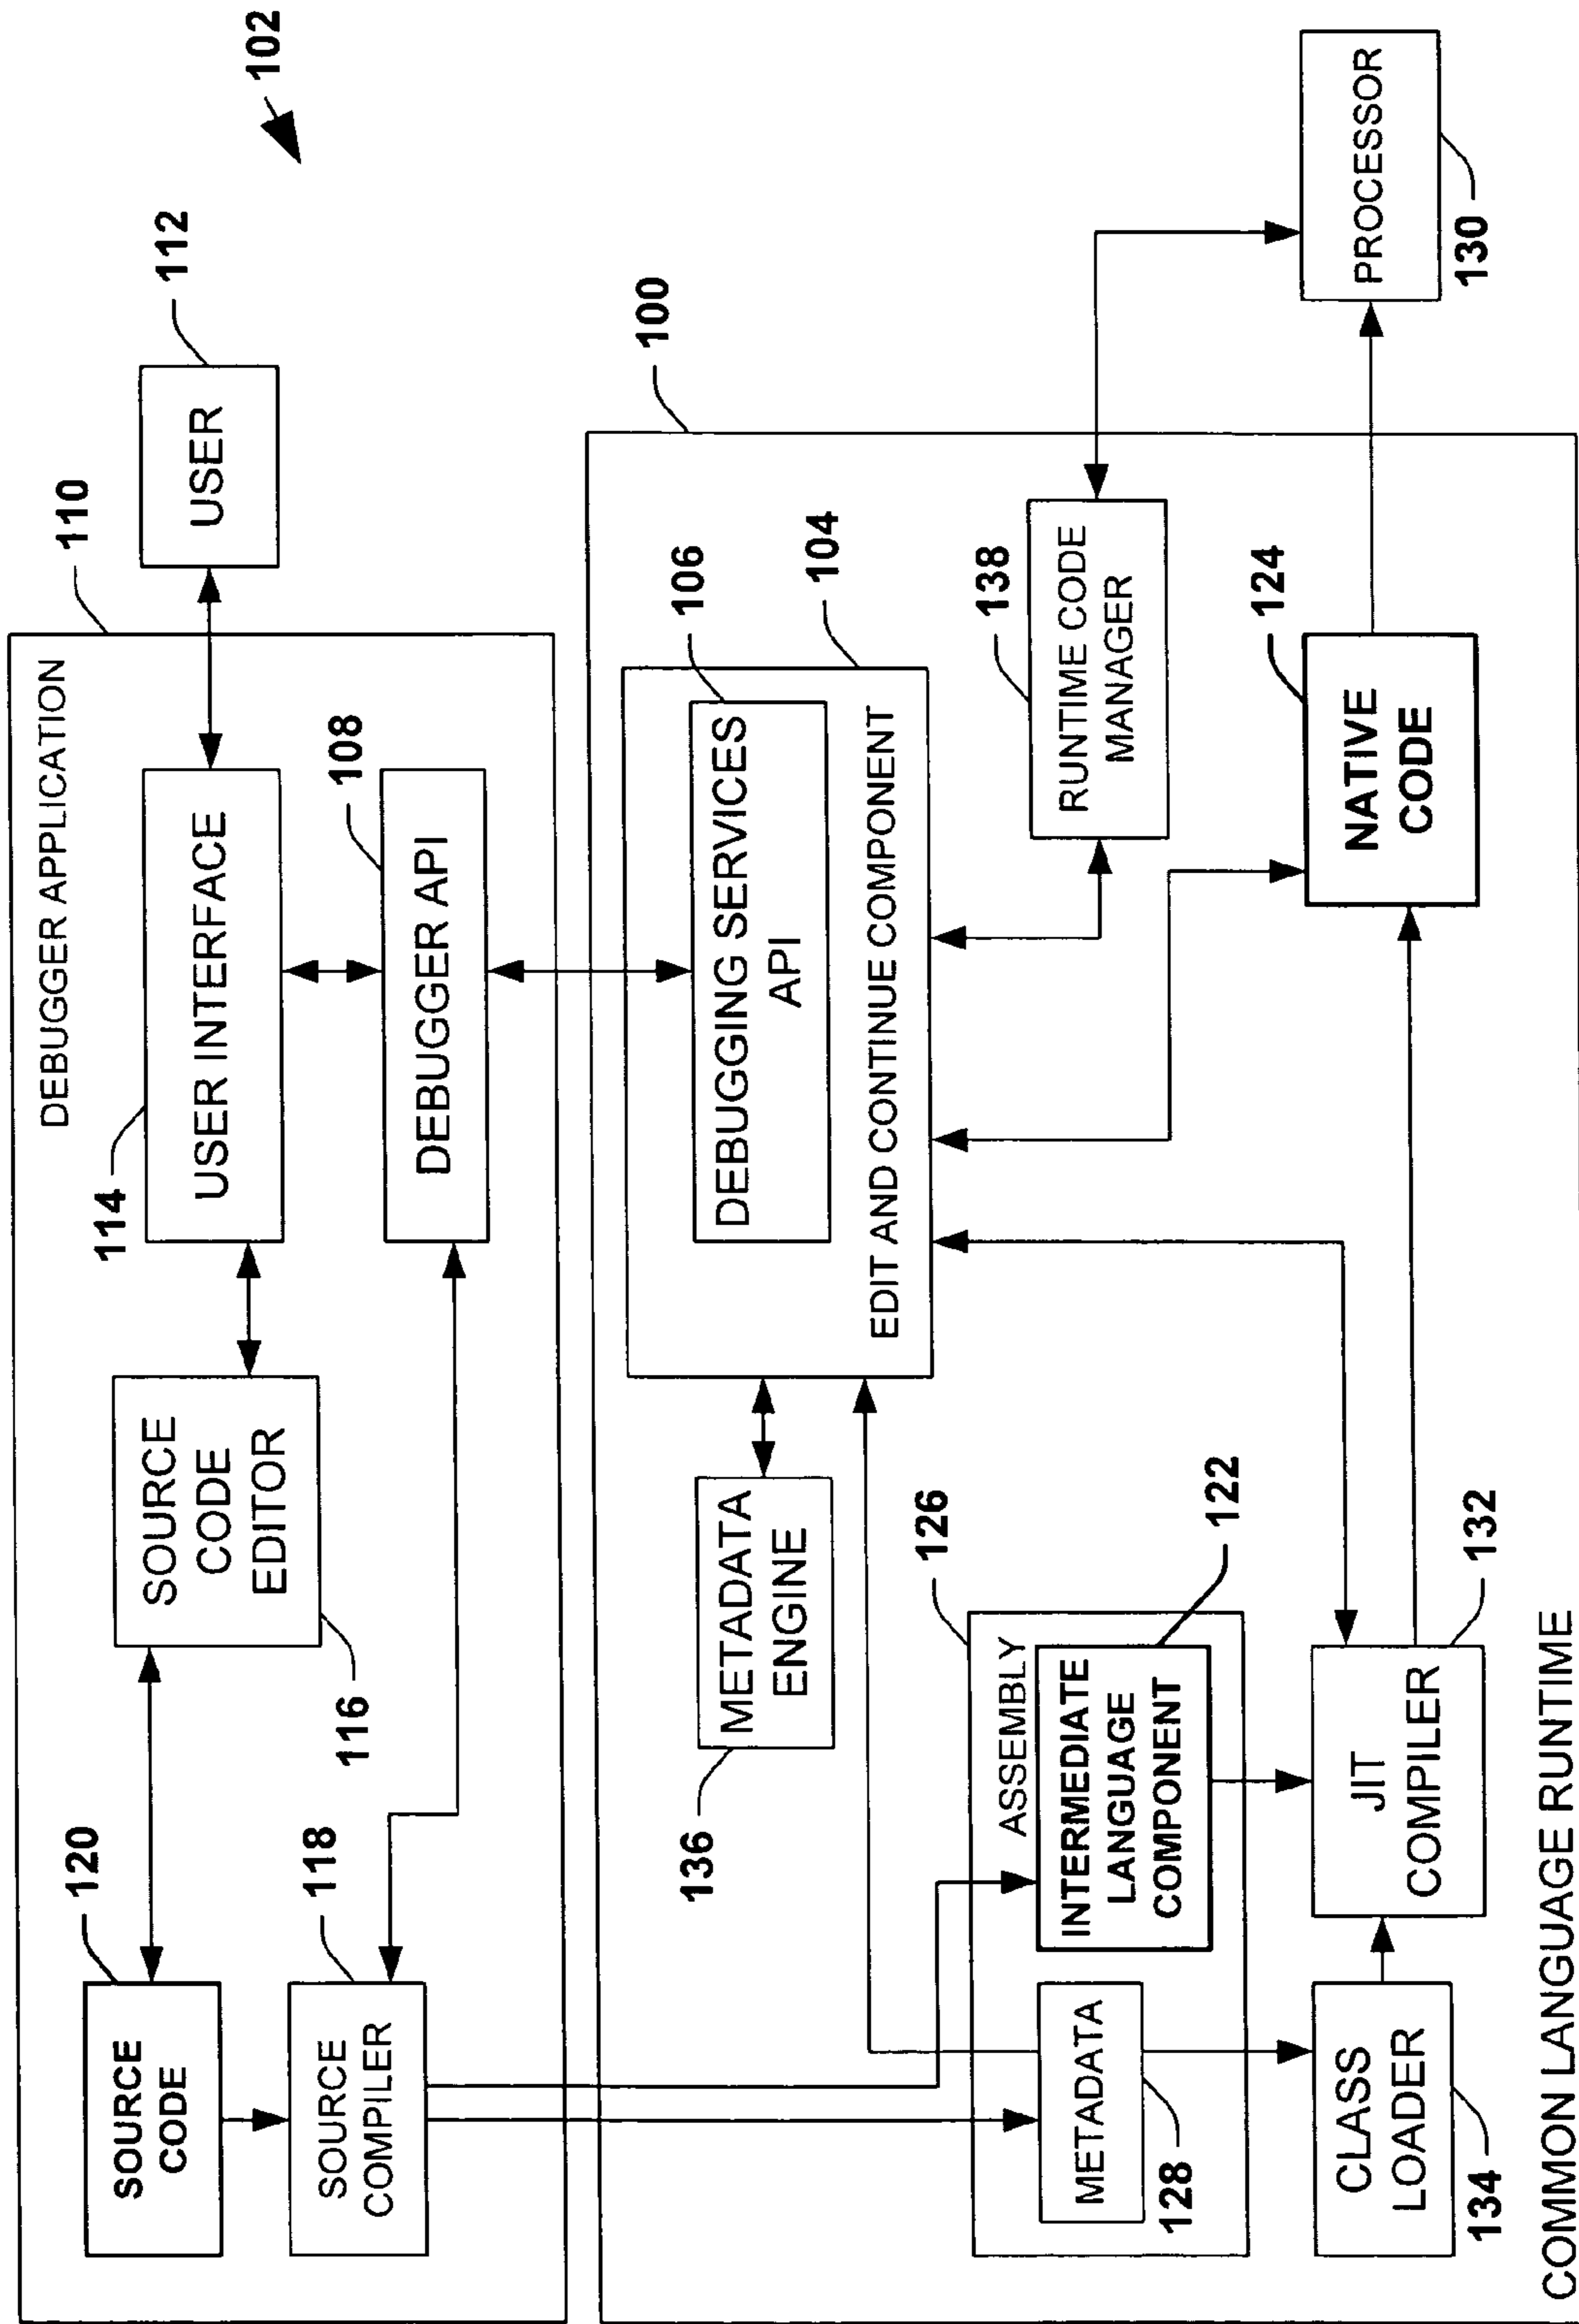 102
DEBUGGER APPLICATION
110
USER
112
USER INTERFACE
114
SOURCE
CODE
EDITOR
116
SOURCE
CODE
120
SOURCE
COMPILER
118
DEBUGGER API
108
100
DEBUGGING SERVICES
API
106
EDIT AND CONTINUE COMPONENT
104
METADATA
ENGINE
136
RUNTIME CODE
MANAGER
138
ASSEMBLY
126
METADATA
128
INTERMEDIATE
LANGUAGE
COMPONENT
122
CLASS
LOADER
134
JIT
COMPILER
132
NATIVE
CODE
124
PROCESSOR
130
COMMON LANGUAGE RUNTIME